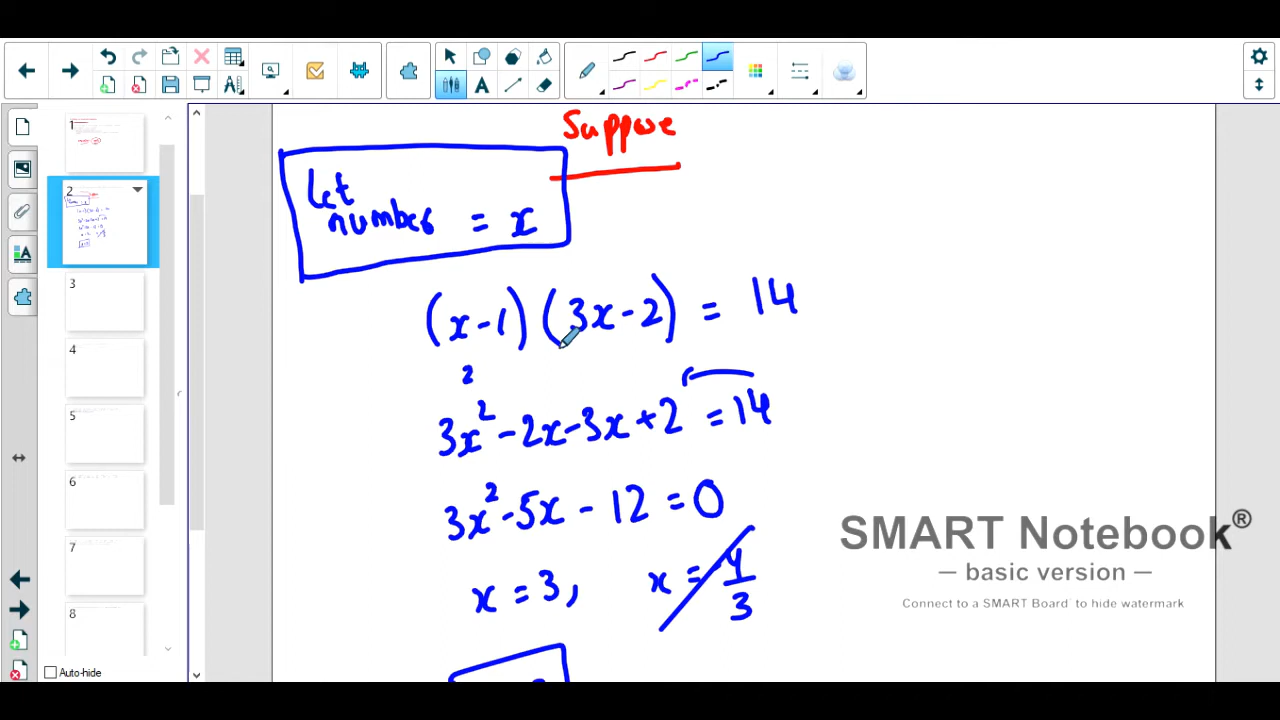 Suppose
Let
number = x
(x-1)(3x-2) = 14
2
3x²-2x-3x+2 = 14
3x²-5x-12 = 0
x = 3, x = 4/3
SMART Notebook®
— basic version —
Connect to a SMART Board™ to hide watermark
1
2
3
4
5
6
7
8
Auto-hide